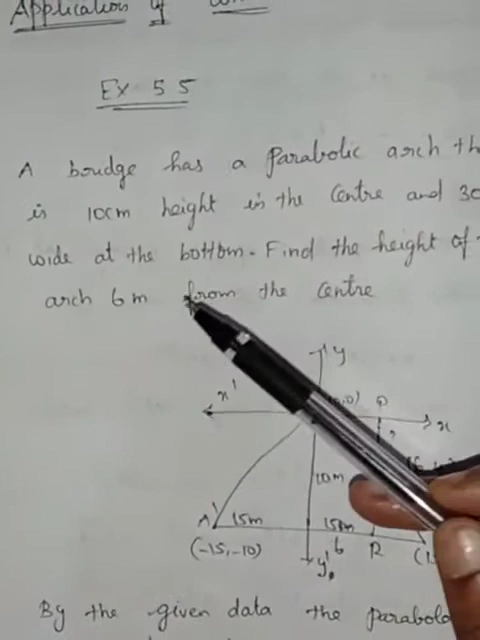 Application of
Ex 5 5
A boudge has a Parabolic arch th
is 10cm height in the Centre and 30
wide at the bottom. Find the height of
arch 6m from the Centre
y
x'
x
10m
A' 15m 15m
6 R
(-15,-10)
y'
By the given data the parabola